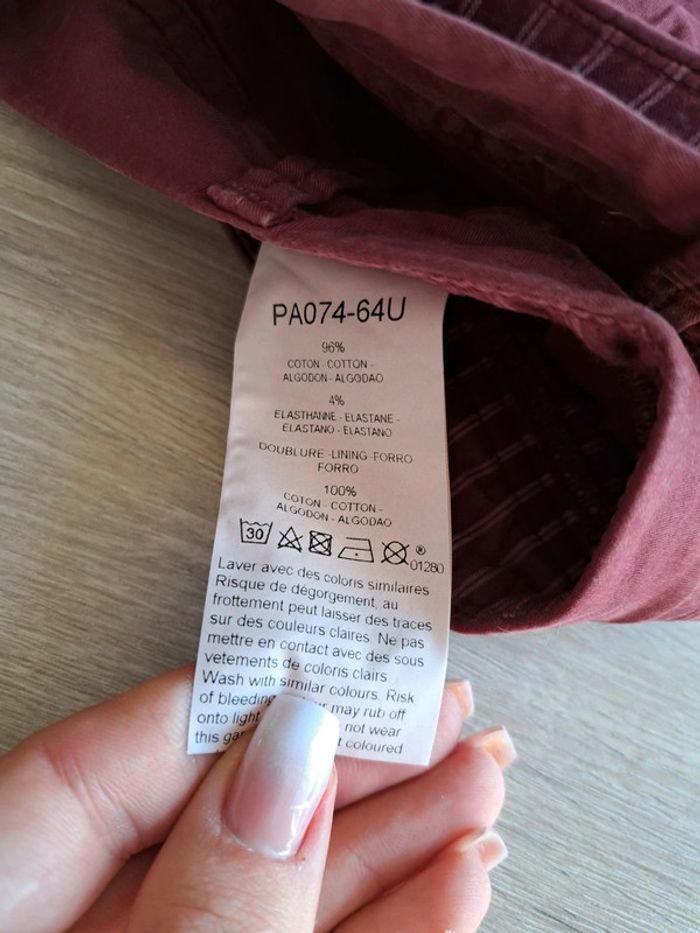 PA074-64U
96%
COTON - COTTON -
ALGODON - ALGODAO
4%
ELASTHANNE - ELASTANE -
ELASTANO - ELASTANO
DOUBLURE -LINING -FORRO
FORRO
100%
COTON - COTTON -
ALGODON - ALGODAO
30 ® 01280
Laver avec des coloris similaires
Risque de dégorgement, au
frottement peut laisser des traces
sur des couleurs claires. Ne pas
mettre en contact avec des sous
vetements de coloris clairs
Wash with similar colours. Risk
of bleeding may rub off
onto light not wear
this coloured